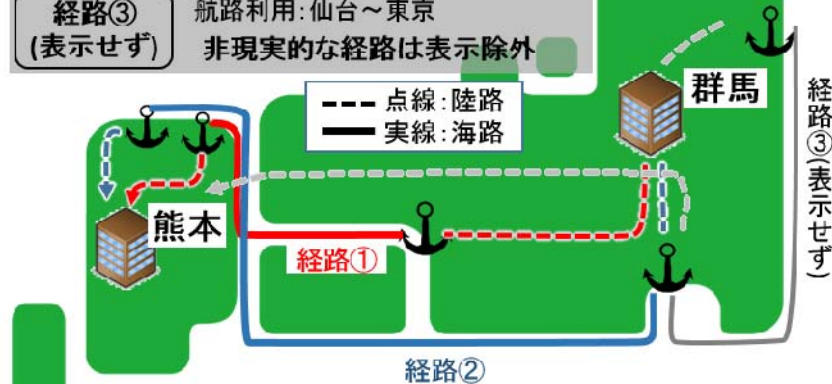 経路③
(表示せず)
航路利用:仙台～東京
非現実的な経路は表示除外
点線:陸路
実線:海路
群馬
経路③(表示せず)
熊本
経路①
経路②